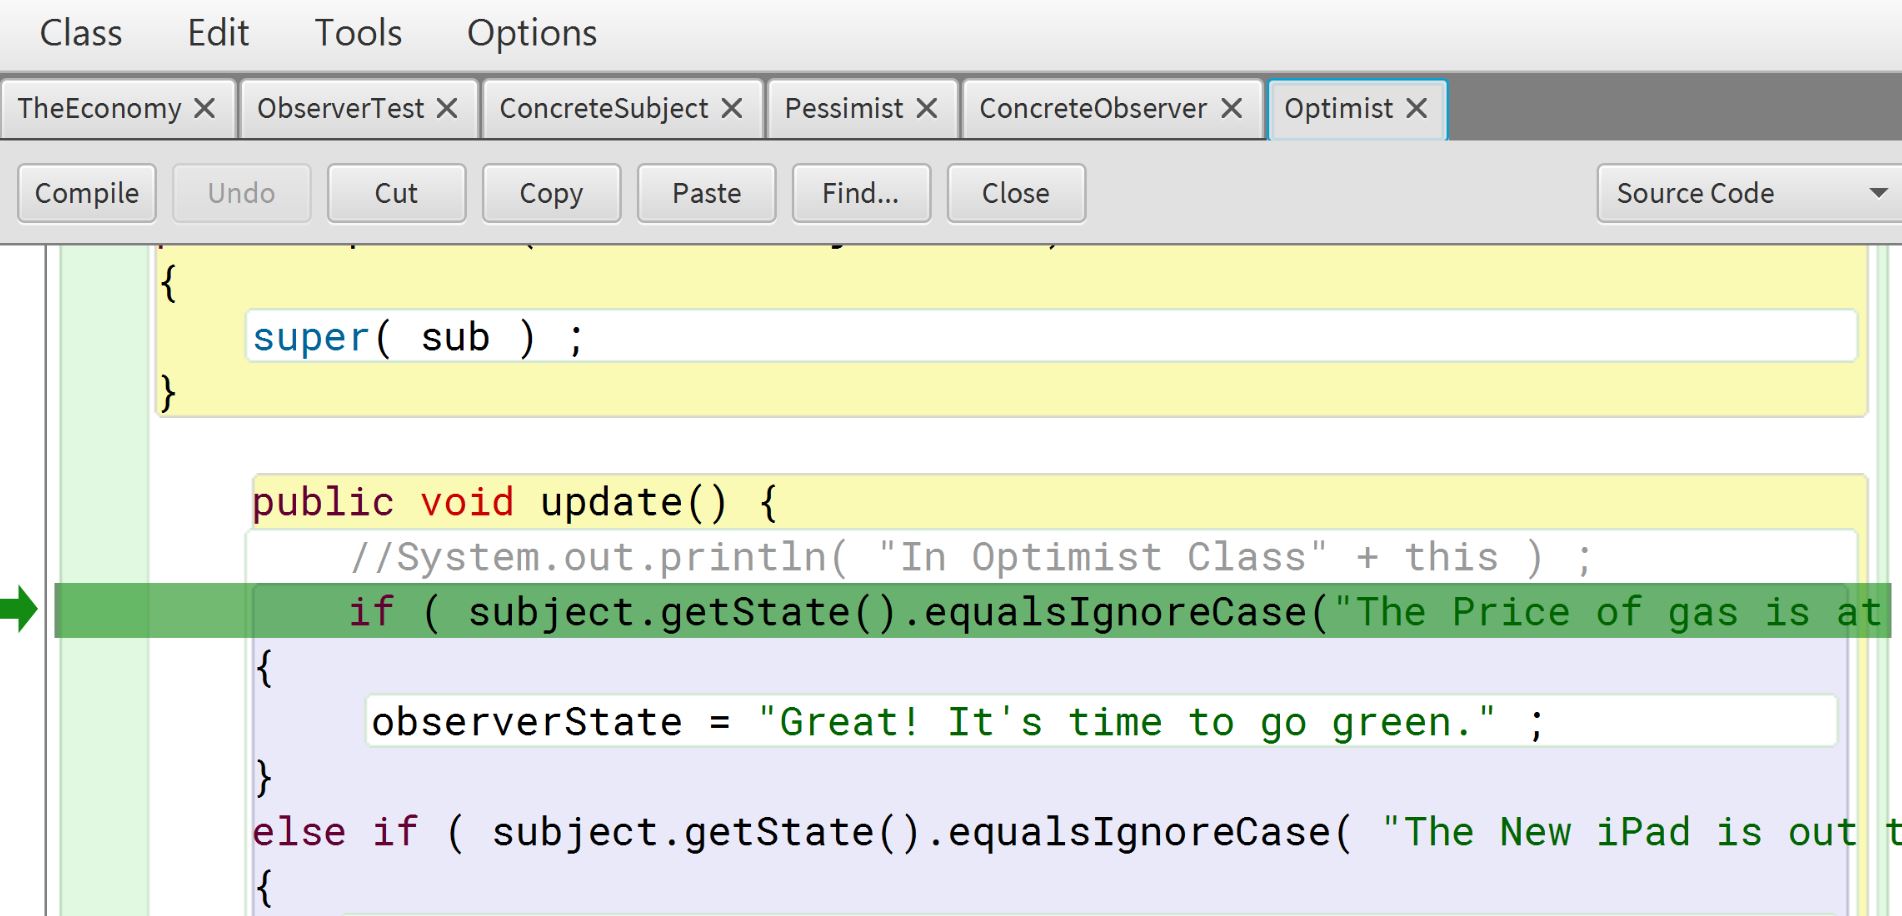 Class Edit Tools Options
TheEconomy ObserverTest ConcreteSubject Pessimist ConcreteObserver Optimist
Compile Undo Cut Copy Paste Find... Close Source Code
{
super( sub ) ;
}
public void update() {
//System.out.println( "In Optimist Class" + this ) ;
if ( subject.getState().equalsIgnoreCase("The Price of gas is at
{
observerState = "Great! It's time to go green." ;
}
else if ( subject.getState().equalsIgnoreCase( "The New iPad is out
{